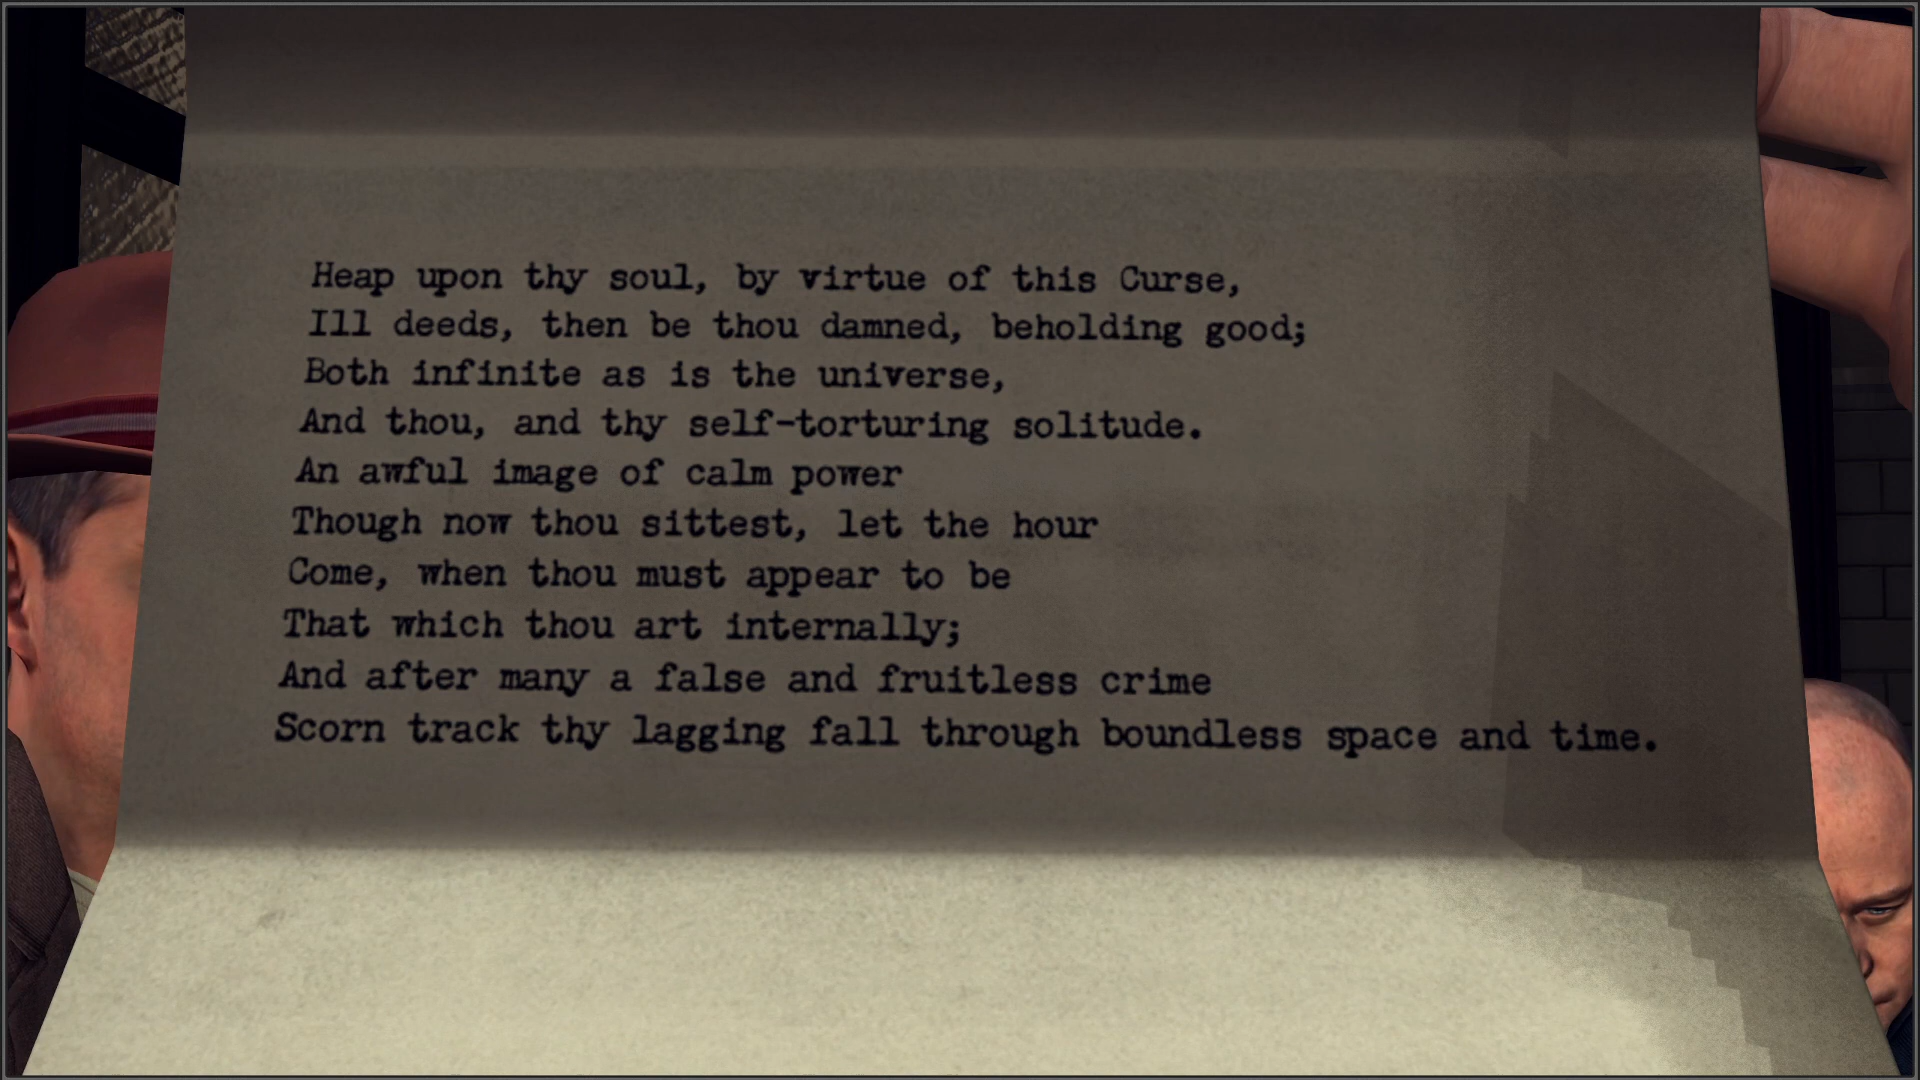 Heap upon thy soul, by virtue of this Curse,
Ill deeds, then be thou damned, beholding good;
Both infinite as is the universe,
And thou, and thy self-torturing solitude.
An awful image of calm power
Though now thou sittest, let the hour
Come, when thou must appear to be
That which thou art internally;
And after many a false and fruitless crime
Scorn track thy lagging fall through boundless space and time.